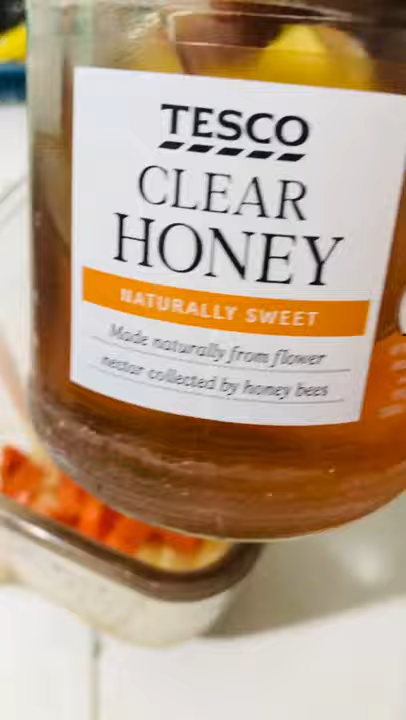 TESCO
CLEAR
HONEY
NATURALLY SWEET
Made naturally from flower
nectar collected by honey bees